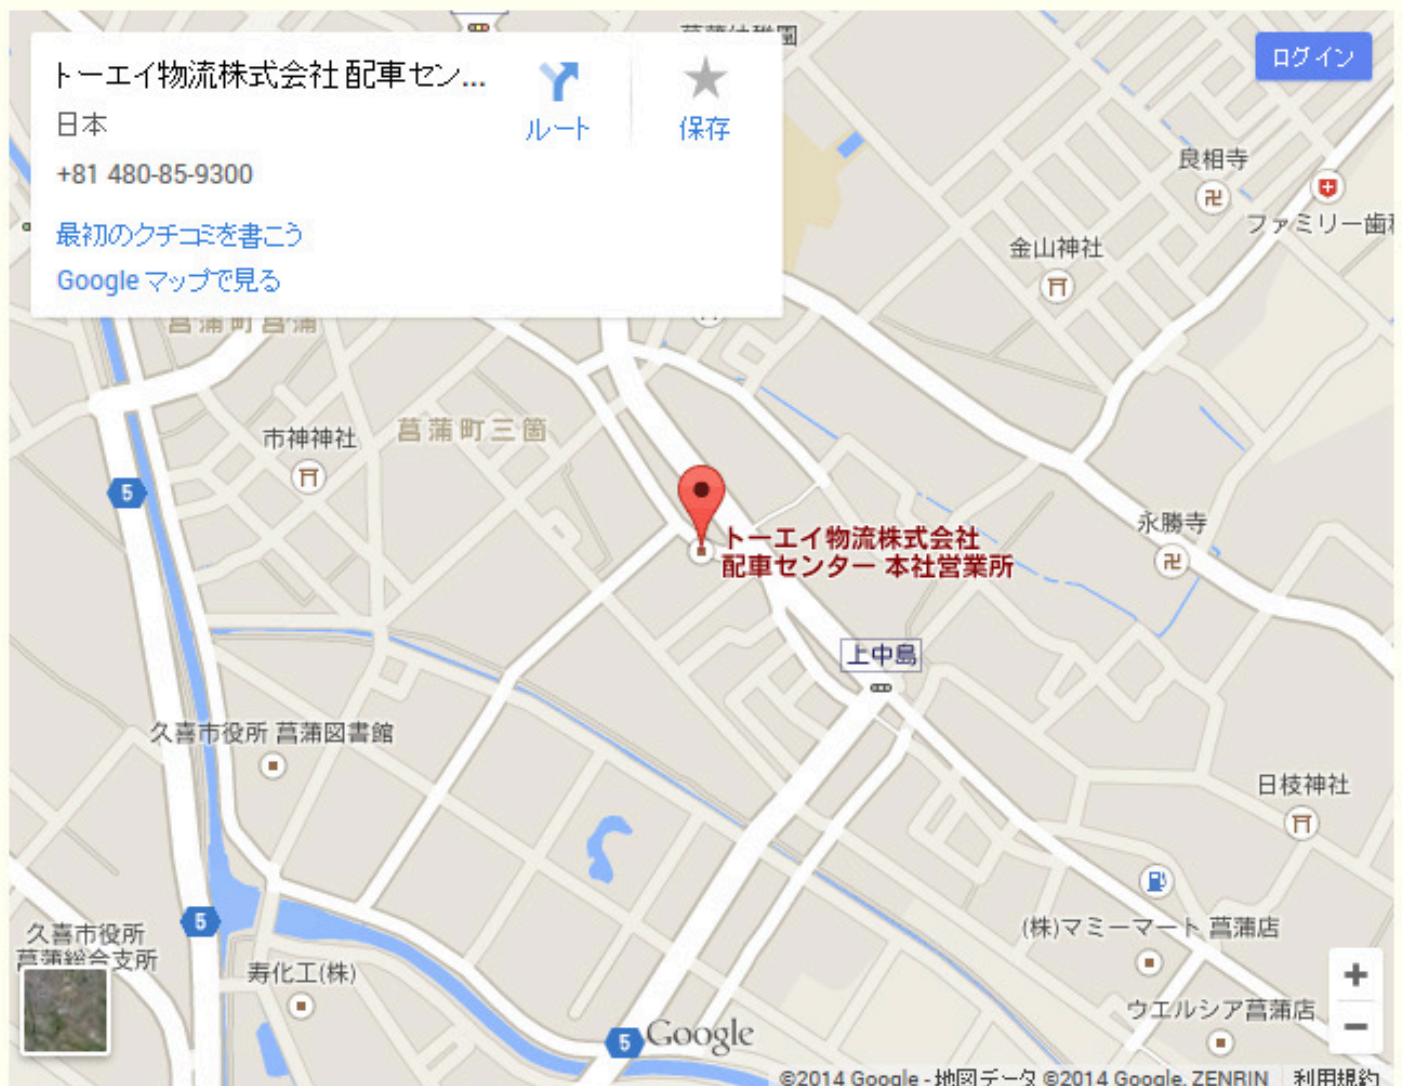 トーエイ物流株式会社 配車セン...
日本
+81 480-85-9300
最初のクチコミを書こう
Google マップで見る
ルート
保存
ログイン
良相寺
ファミリー歯
金山神社
菖蒲町菖蒲
市神神社
菖蒲町三箇
5
トーエイ物流株式会社
配車センター 本社営業所
永勝寺
上中島
久喜市役所 菖蒲図書館
日枝神社
5
久喜市役所
菖蒲総合支所
寿化工(株)
(株)マミーマート 菖蒲店
ウエルシア菖蒲店
5
Google
+
−
©2014 Google - 地図データ ©2014 Google, ZENRIN
利用規約